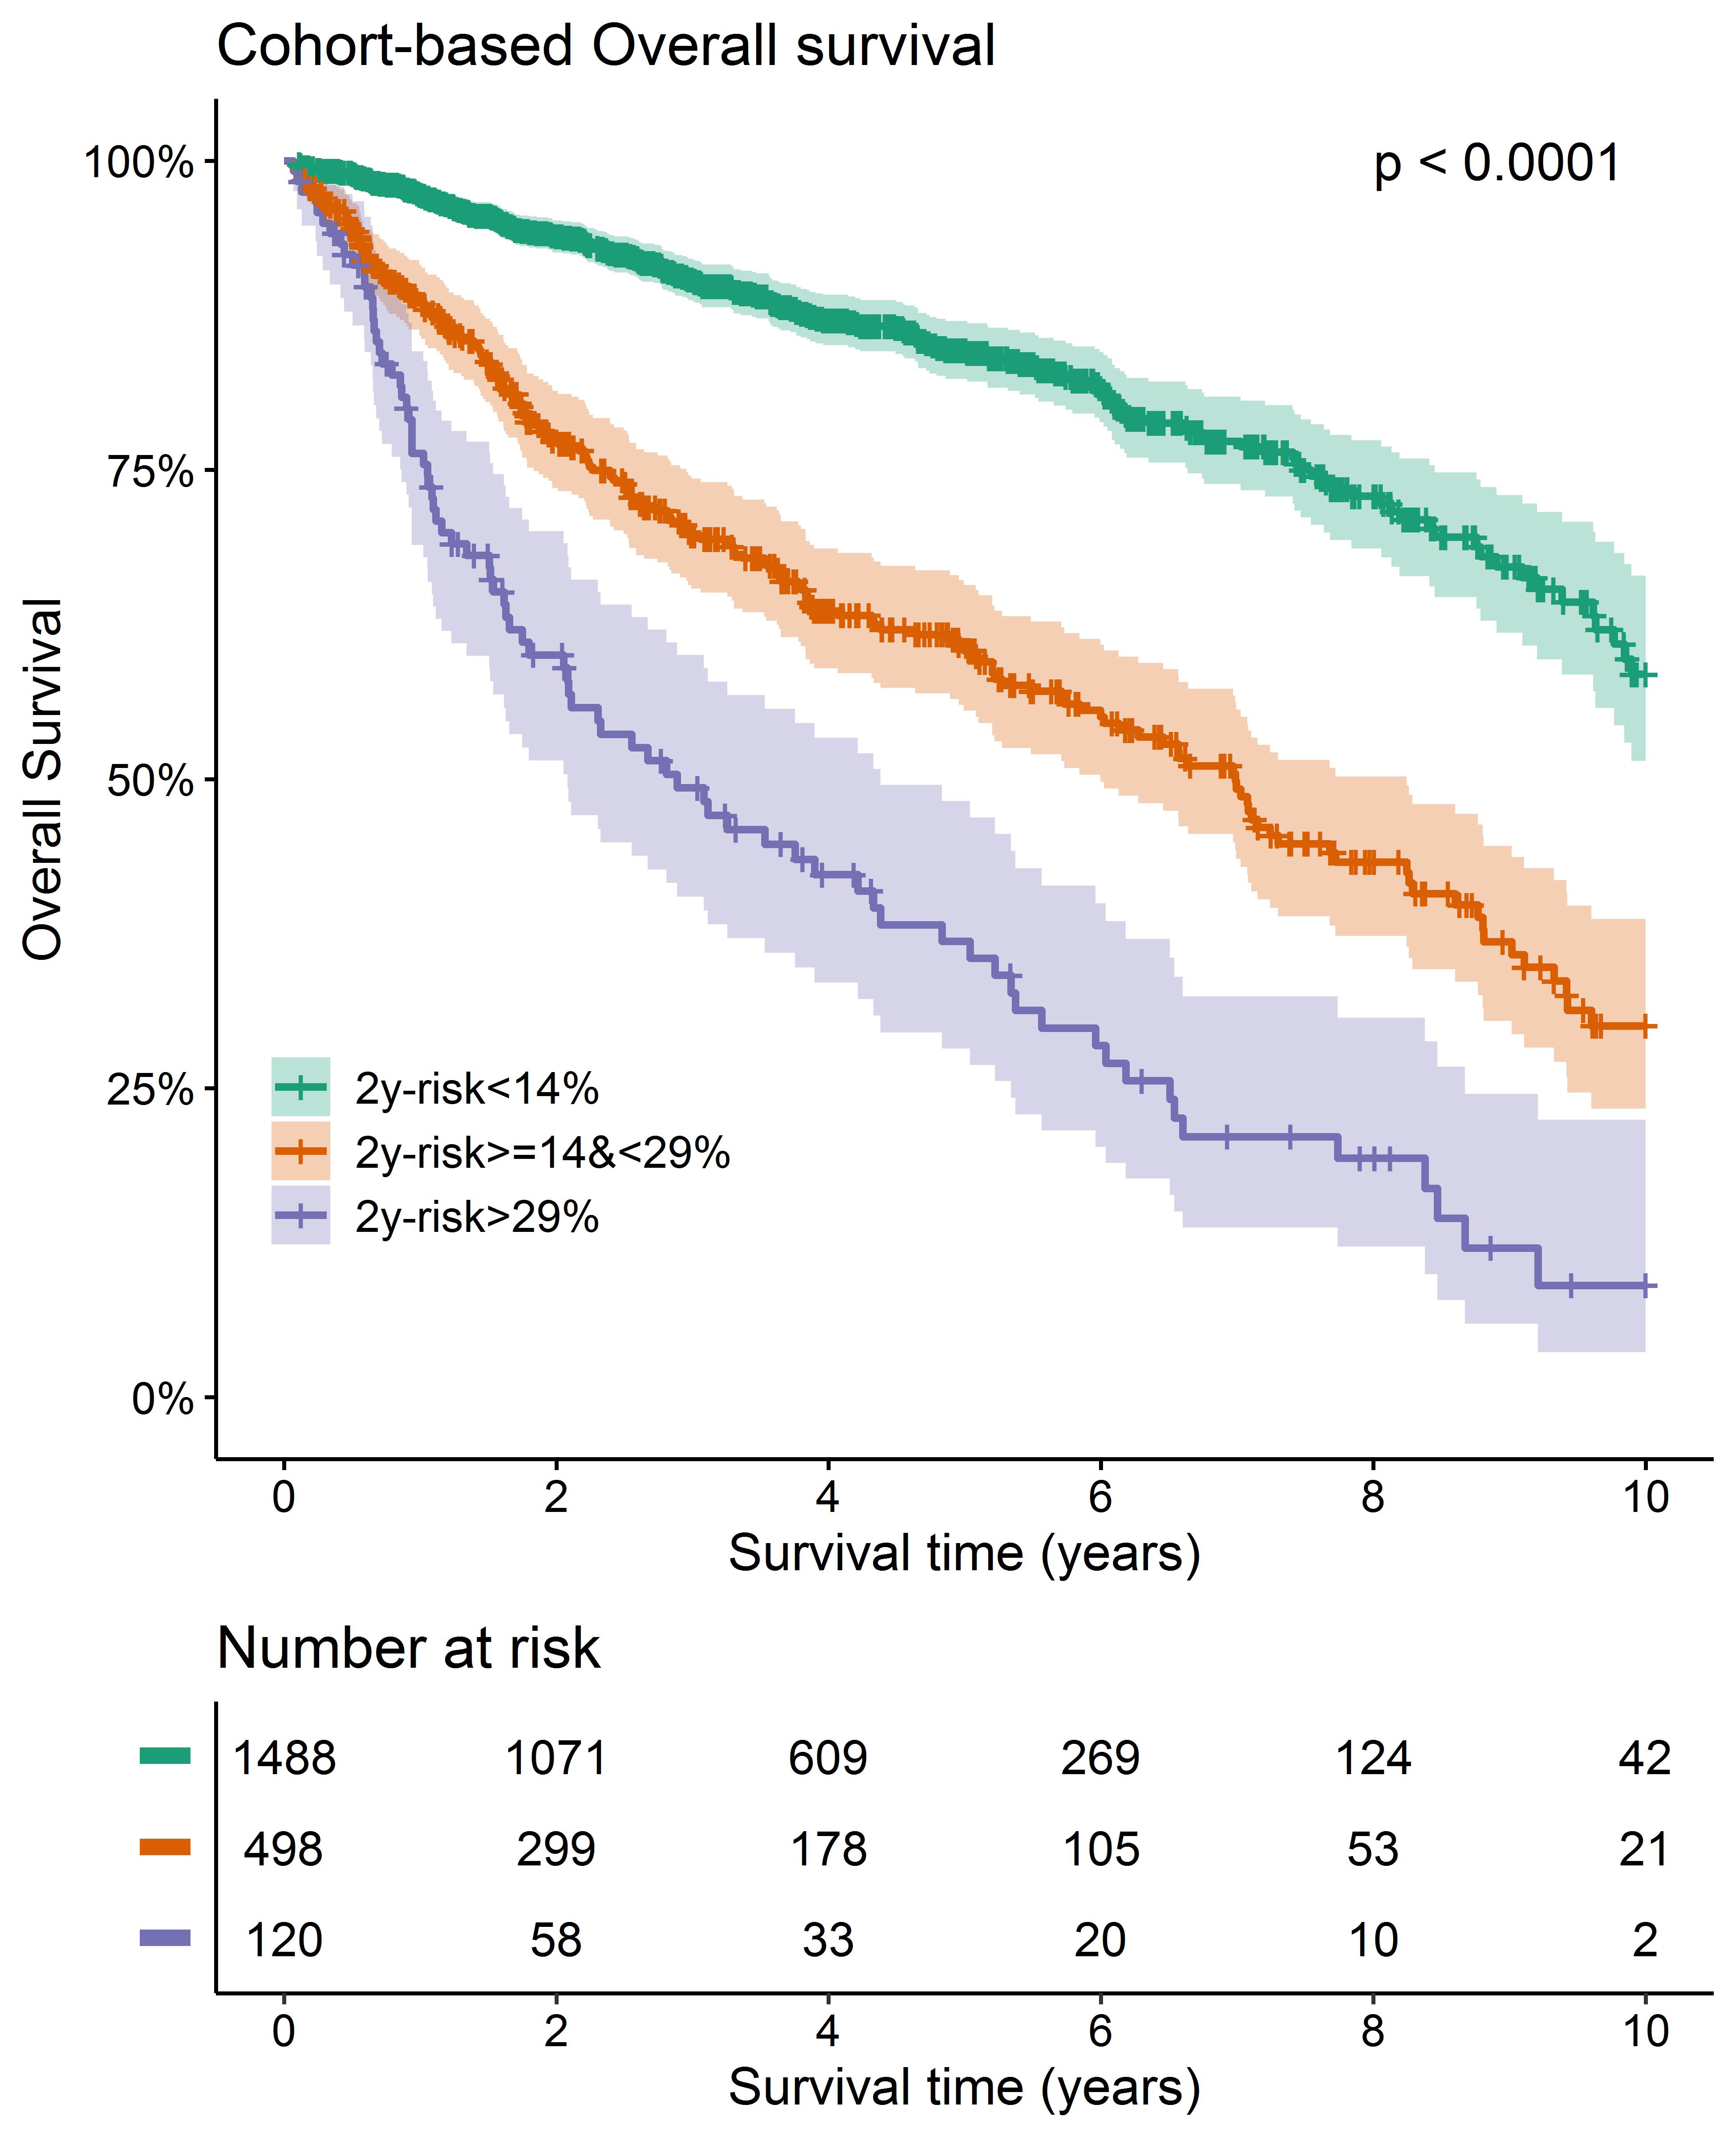 Cohort-based Overall survival
p < 0.0001
100%
75%
50%
25%
0%
Overall Survival
2y-risk<14%
2y-risk>=14&<29%
2y-risk>29%
0 2 4 6 8 10
Survival time (years)
Number at risk
1488 1071 609 269 124 42
498 299 178 105 53 21
120 58 33 20 10 2
0 2 4 6 8 10
Survival time (years)